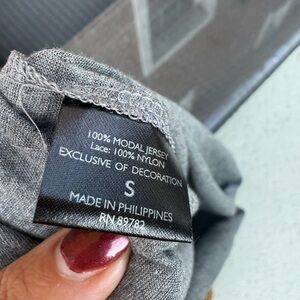 100% MODAL JERSEY
Lace: 100% NYLON
EXCLUSIVE OF DECORATION
S
MADE IN PHILIPPINES
RN 89782